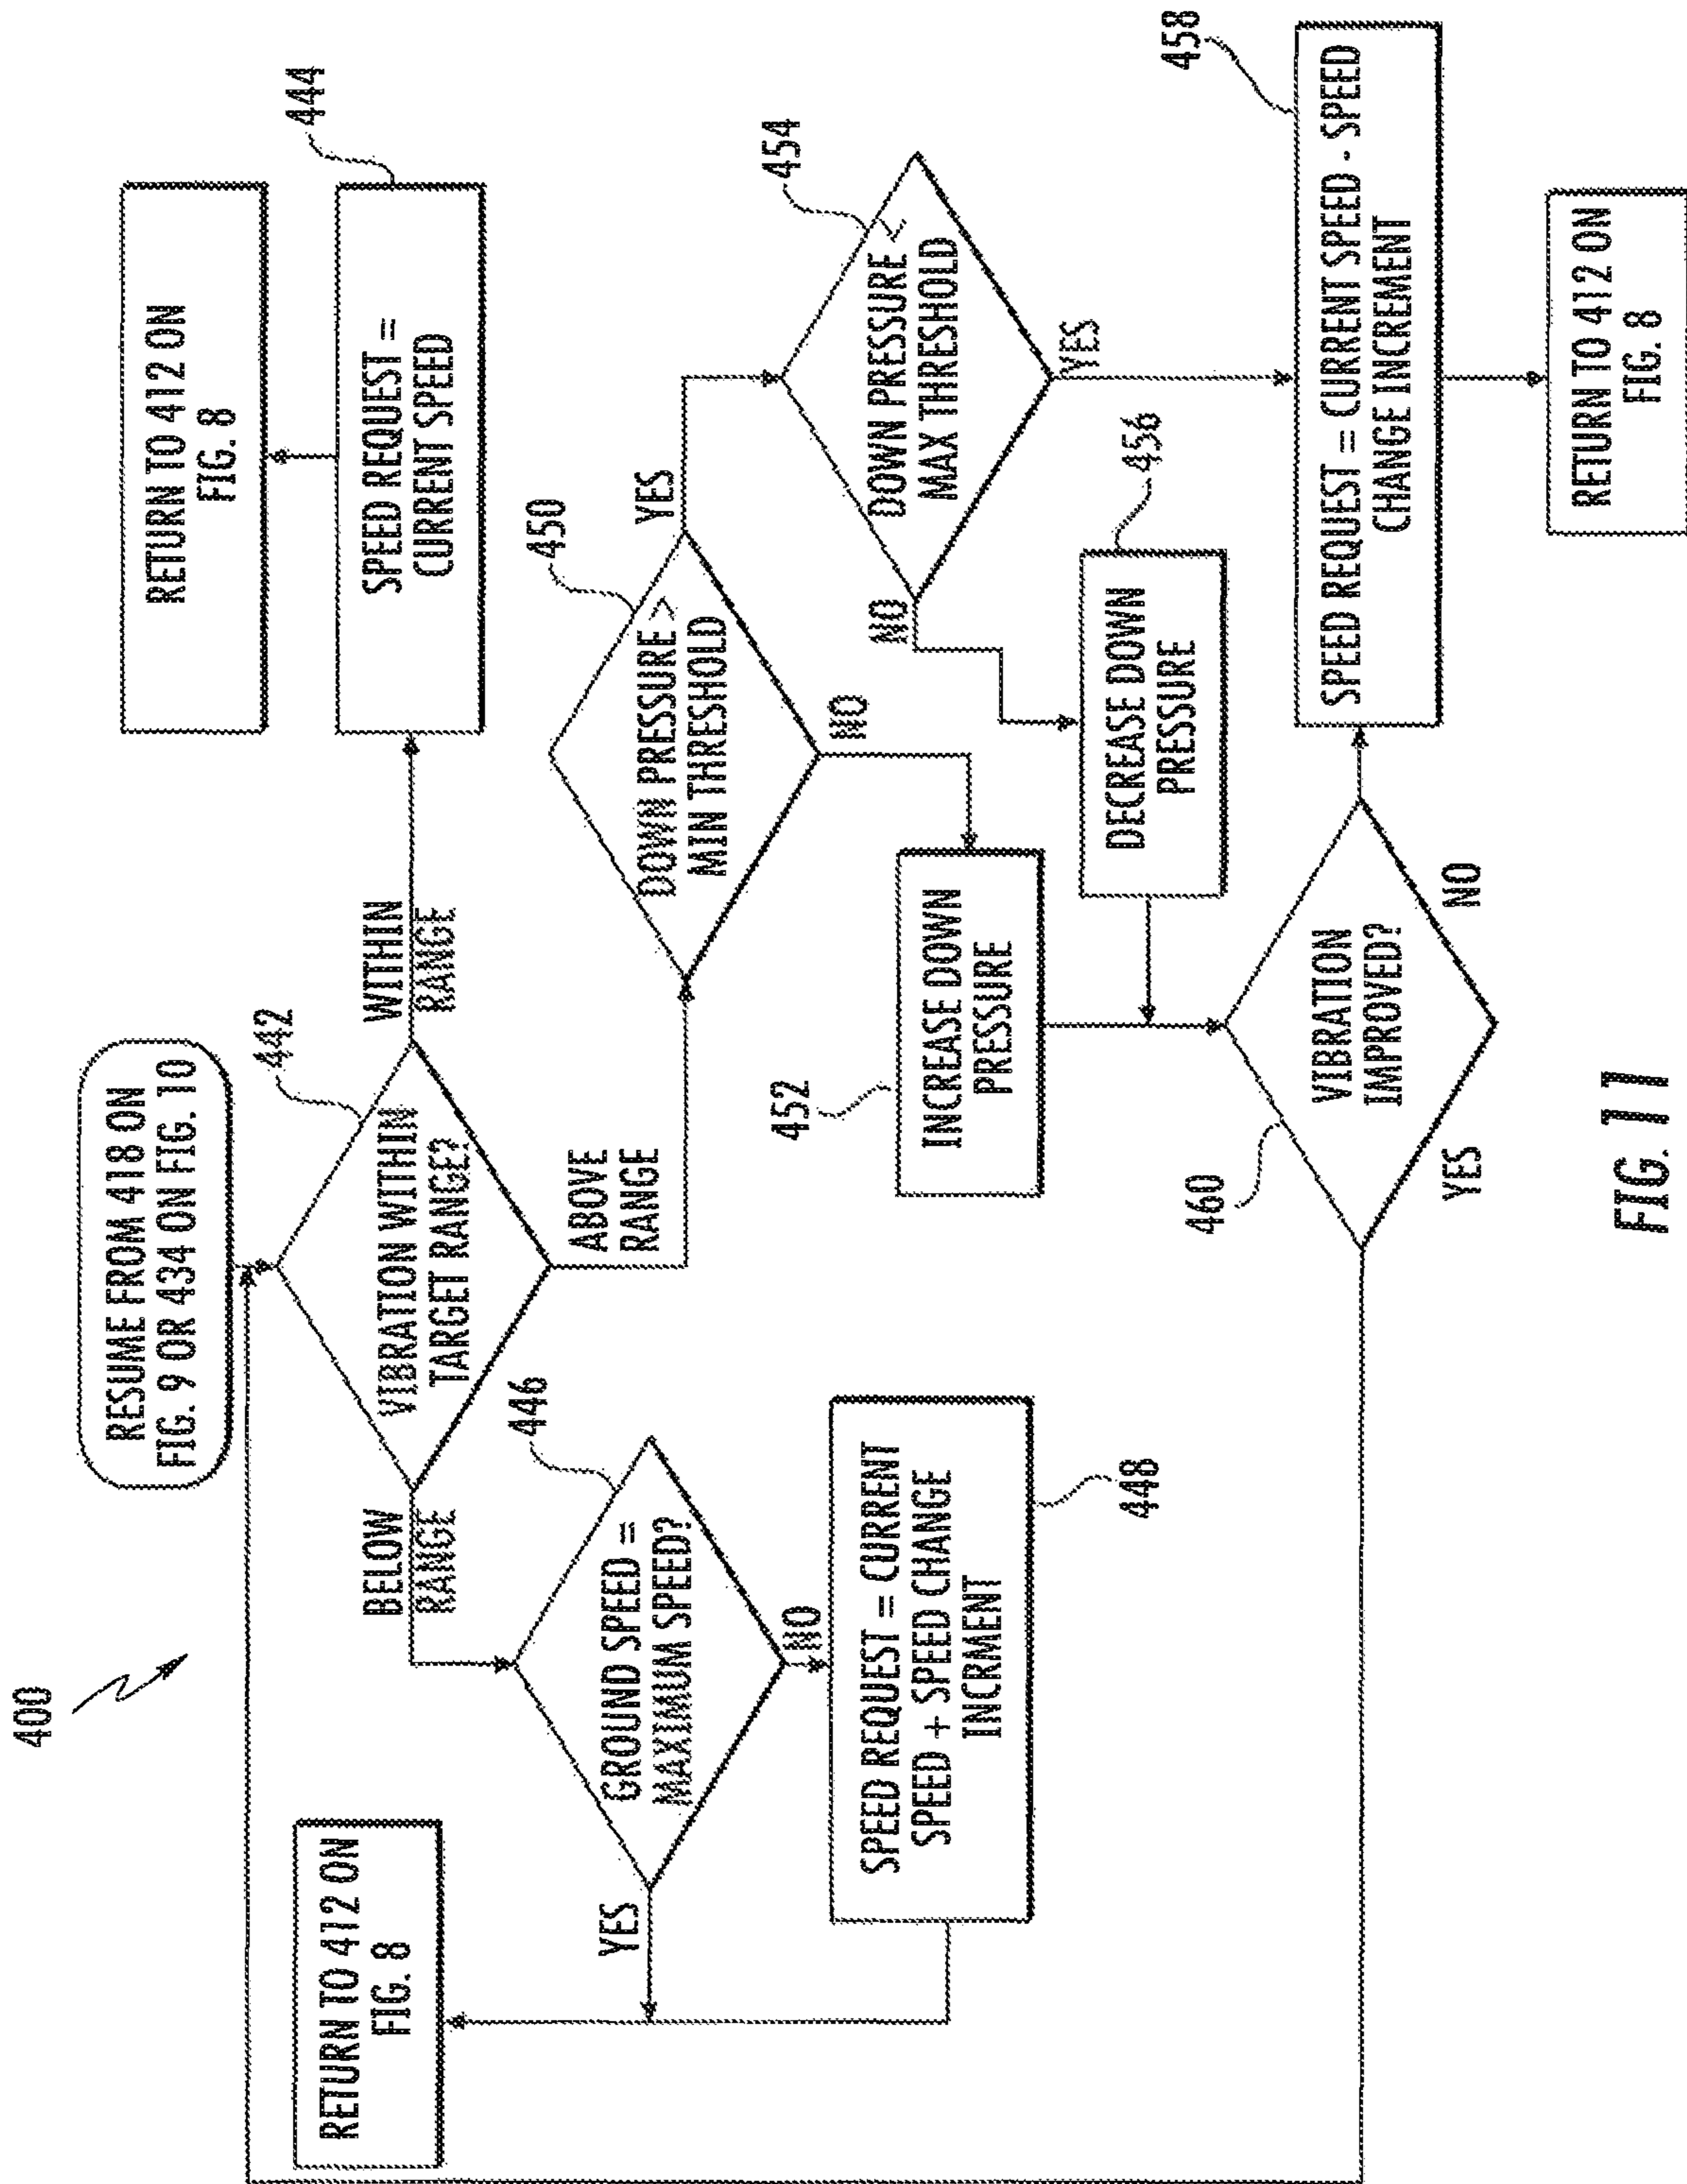 400
RESUME FROM 418 ON
FIG. 9 OR 434 ON FIG. 10
442
VIBRATION WITHIN
TARGET RANGE?
WITHIN
RANGE
444
SPEED REQUEST =
CURRENT SPEED
RETURN TO 412 ON
FIG. 8
BELOW
RANGE
446
GROUND SPEED =
MAXIMUM SPEED?
YES
NO
RETURN TO 412 ON
FIG. 8
448
SPEED REQUEST = CURRENT
SPEED + SPEED CHANGE
INCRMENT
ABOVE
RANGE
450
DOWN PRESSURE >
MIN THRESHOLD
YES
NO
452
INCREASE DOWN
PRESSURE
454
DOWN PRESSURE <
MAX THRESHOLD
NO
YES
456
DECREASE DOWN
PRESSURE
460
VIBRATION
IMPROVED?
YES
NO
458
SPEED REQUEST = CURRENT SPEED - SPEED
CHANGE INCREMENT
RETURN TO 412 ON
FIG. 8
FIG. 11